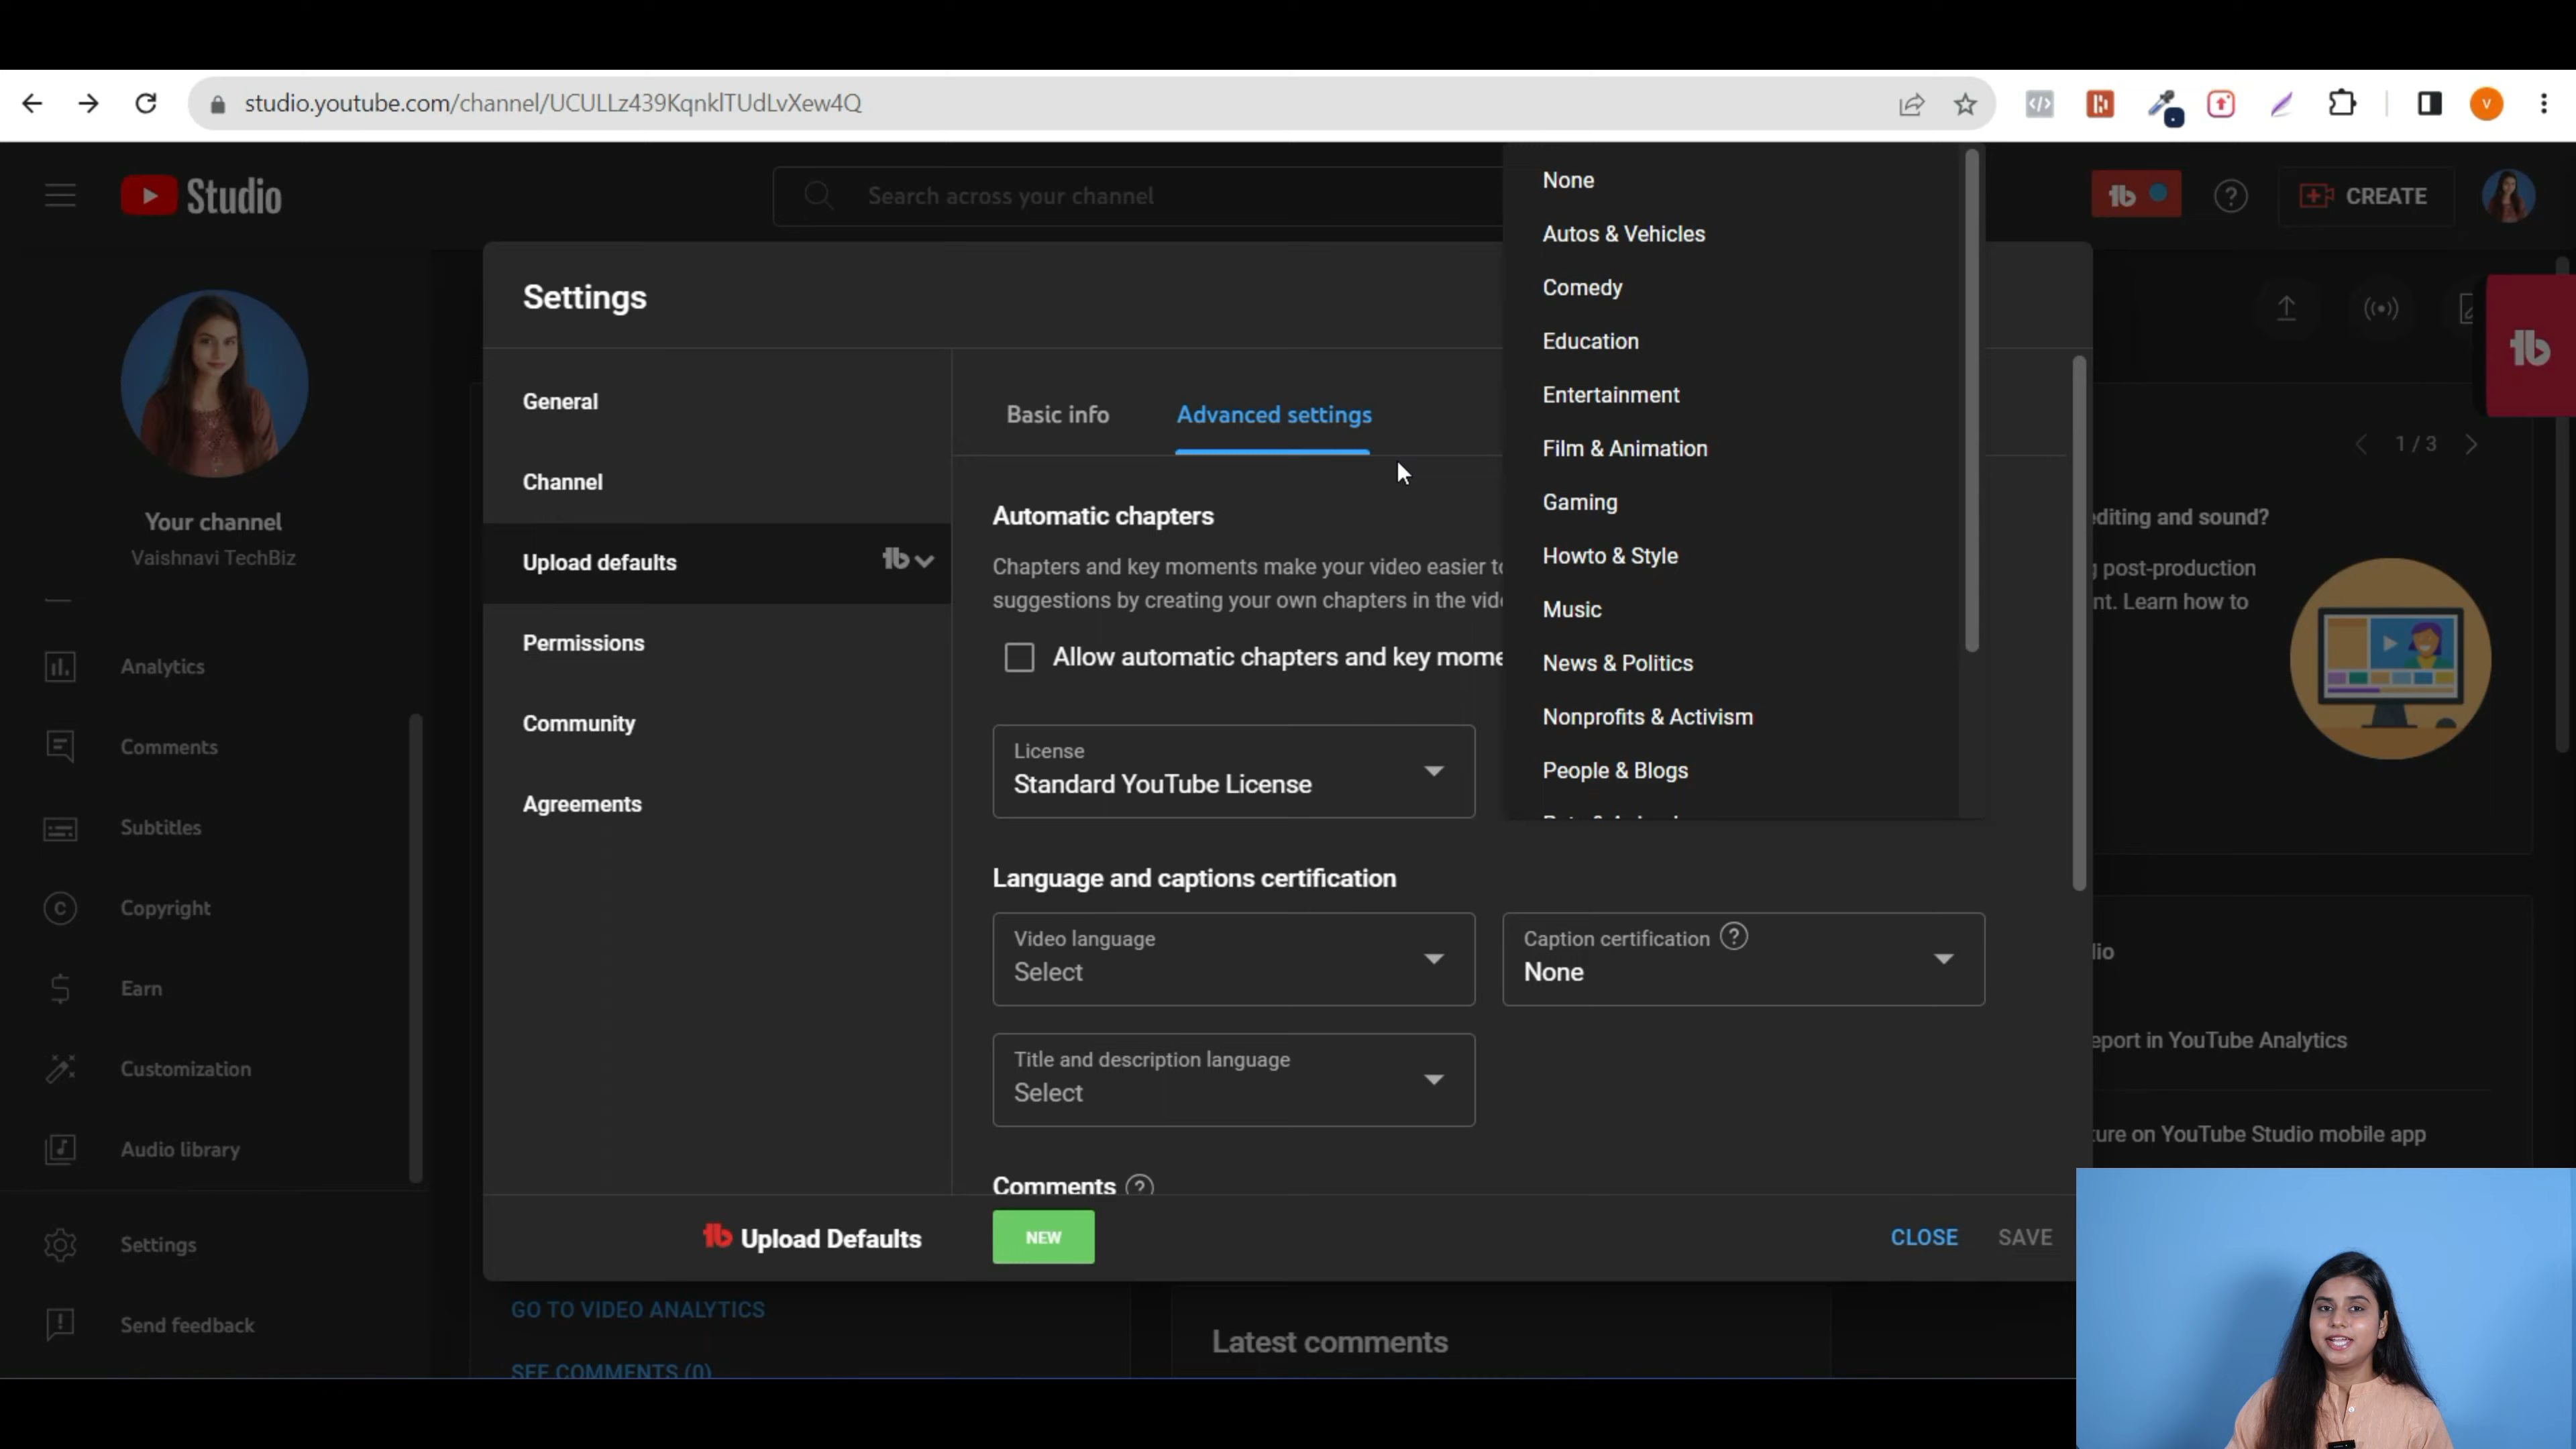 studio.youtube.com/channel/UCULLz439KqnklTUdLvXew4Q
V
Studio
Search across your channel
CREATE
Your channel
Vaishnavi TechBiz
Analytics
Comments
Subtitles
Copyright
Earn
Customization
Audio library
Settings
Send feedback
Settings
General
Channel
Upload defaults
Permissions
Community
Agreements
Basic info
Advanced settings
Automatic chapters
Chapters and key moments make your video easier to
suggestions by creating your own chapters in the vid
Allow automatic chapters and key mome
License
Standard YouTube License
None
Autos & Vehicles
Comedy
Education
Entertainment
Film & Animation
Gaming
Howto & Style
Music
News & Politics
Nonprofits & Activism
People & Blogs
Language and captions certification
Video language
Select
Caption certification
None
Title and description language
Select
Comments
Upload Defaults
NEW
CLOSE
SAVE
1 / 3
editing and sound?
post-production
nt. Learn how to
eport in YouTube Analytics
ture on YouTube Studio mobile app
GO TO VIDEO ANALYTICS
SEE COMMENTS (0)
Latest comments